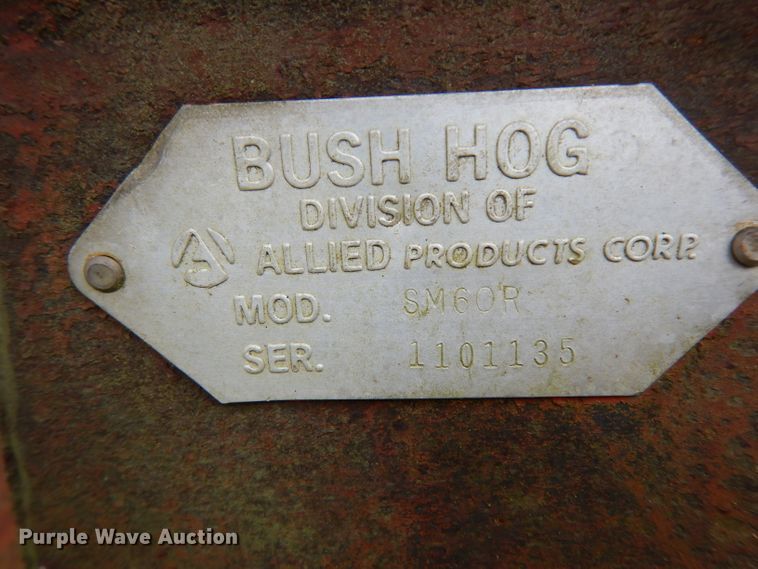 BUSH HOG
DIVISION OF
ALLIED PRODUCTS CORP.
MOD. SM60R
SER. 1101135
Purple Wave Auction